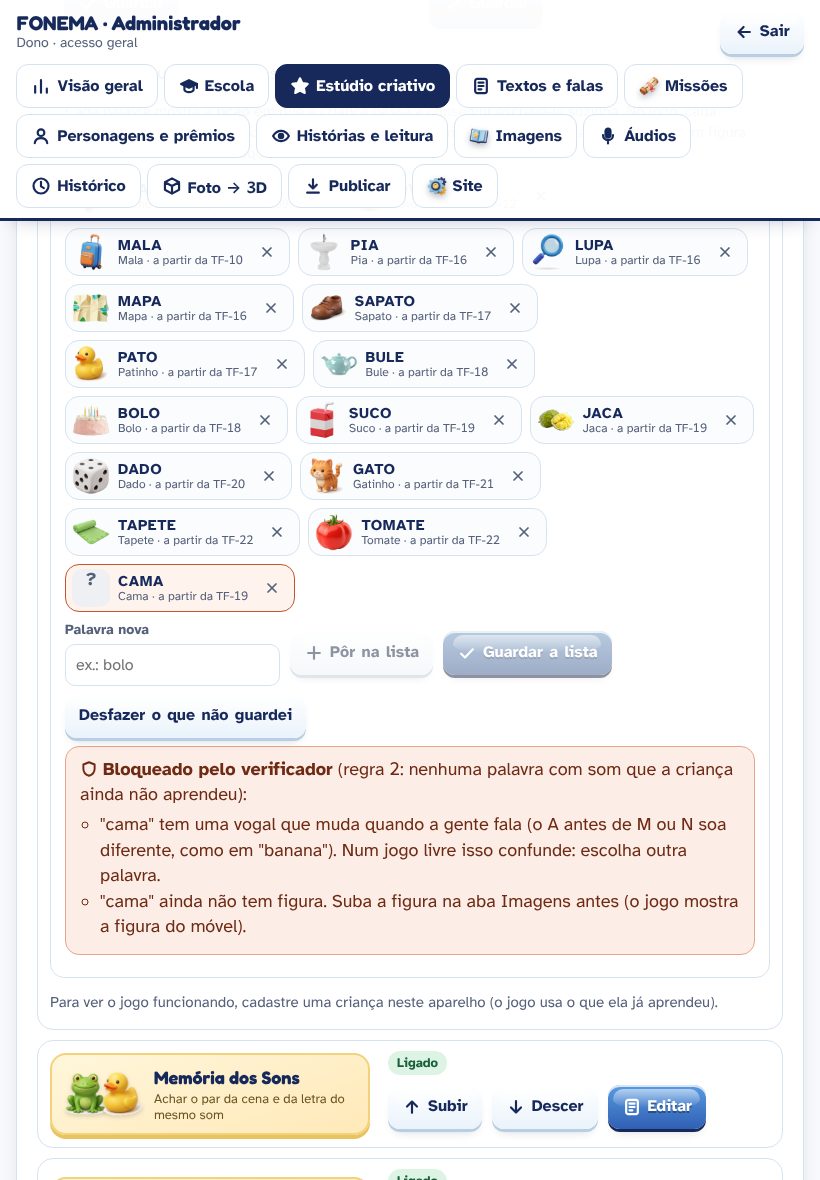 FONEMA · Administrador
Dono · acesso geral
Sair
Visão geral
Escola
Estúdio criativo
Textos e falas
Missões
Personagens e prêmios
Histórias e leitura
Imagens
Áudios
Histórico
Foto → 3D
Publicar
Site
MALA
Mala · a partir da TF-10
PIA
Pia · a partir da TF-16
LUPA
Lupa · a partir da TF-16
MAPA
Mapa · a partir da TF-16
SAPATO
Sapato · a partir da TF-17
PATO
Patinho · a partir da TF-17
BULE
Bule · a partir da TF-18
BOLO
Bolo · a partir da TF-18
SUCO
Suco · a partir da TF-19
JACA
Jaca · a partir da TF-19
DADO
Dado · a partir da TF-20
GATO
Gatinho · a partir da TF-21
TAPETE
Tapete · a partir da TF-22
TOMATE
Tomate · a partir da TF-22
?
CAMA
Cama · a partir da TF-19
Palavra nova
ex.: bolo
Pôr na lista
Guardar a lista
Desfazer o que não guardei
Bloqueado pelo verificador (regra 2: nenhuma palavra com som que a criança
ainda não aprendeu):
"cama" tem uma vogal que muda quando a gente fala (o A antes de M ou N soa
diferente, como em "banana"). Num jogo livre isso confunde: escolha outra
palavra.
"cama" ainda não tem figura. Suba a figura na aba Imagens antes (o jogo mostra
a figura do móvel).
Para ver o jogo funcionando, cadastre uma criança neste aparelho (o jogo usa o que ela já aprendeu).
Memória dos Sons
Achar o par da cena e da letra do
mesmo som
Ligado
Subir
Descer
Editar
Ligado